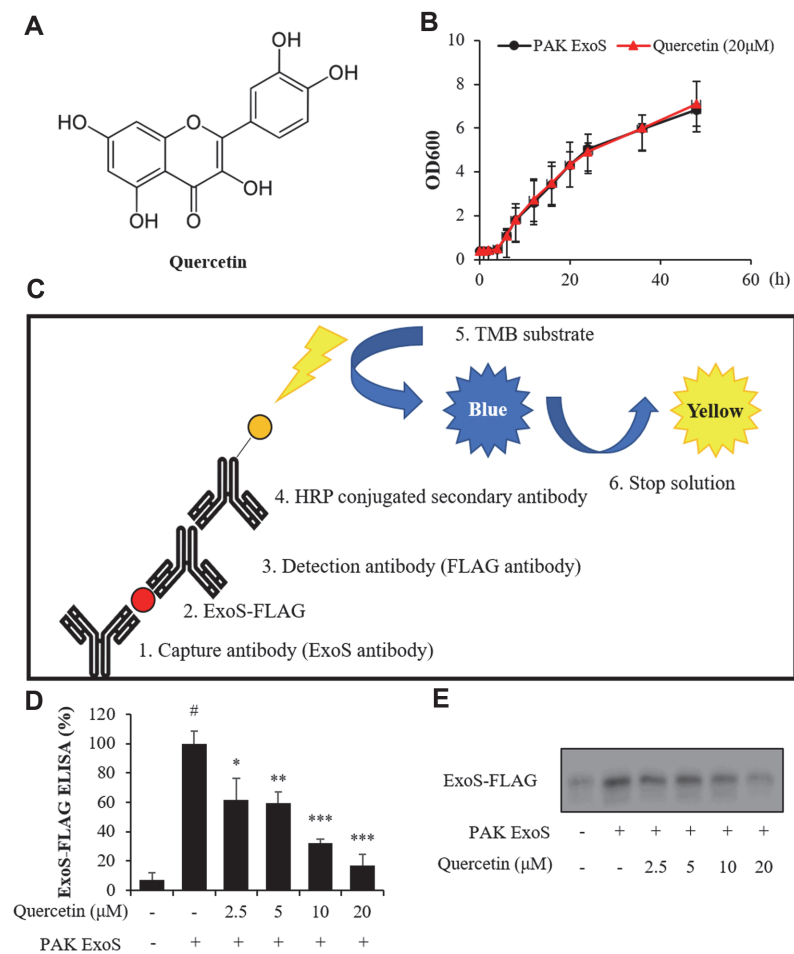 A
OH
OH
HO
O
OH
OH
O
Quercetin
B
PAK ExoS
Quercetin (20μM)
10
8
6
4
2
0
OD600
0
20
40
60
(h)
C
5. TMB substrate
Blue
Yellow
6. Stop solution
4. HRP conjugated secondary antibody
3. Detection antibody (FLAG antibody)
2. ExoS-FLAG
1. Capture antibody (ExoS antibody)
D
ExoS-FLAG ELISA (%)
120
100
80
60
40
20
0
#
*
**
***
***
Quercetin (μM) - - 2.5 5 10 20
PAK ExoS - + + + + +
E
ExoS-FLAG
PAK ExoS - + + + + +
Quercetin (μM) - - 2.5 5 10 20